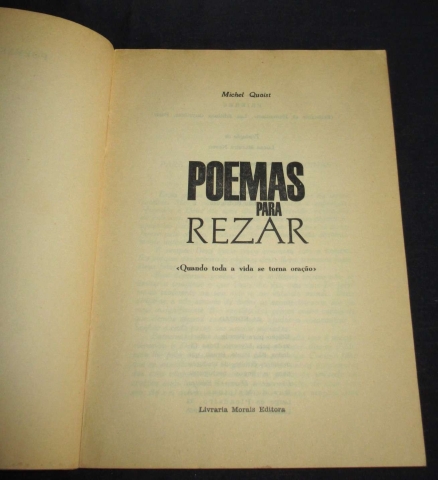 Michel Quoist
POEMAS
PARA
REZAR
«Quando toda a vida se torna oração»
Livraria Morais Editora